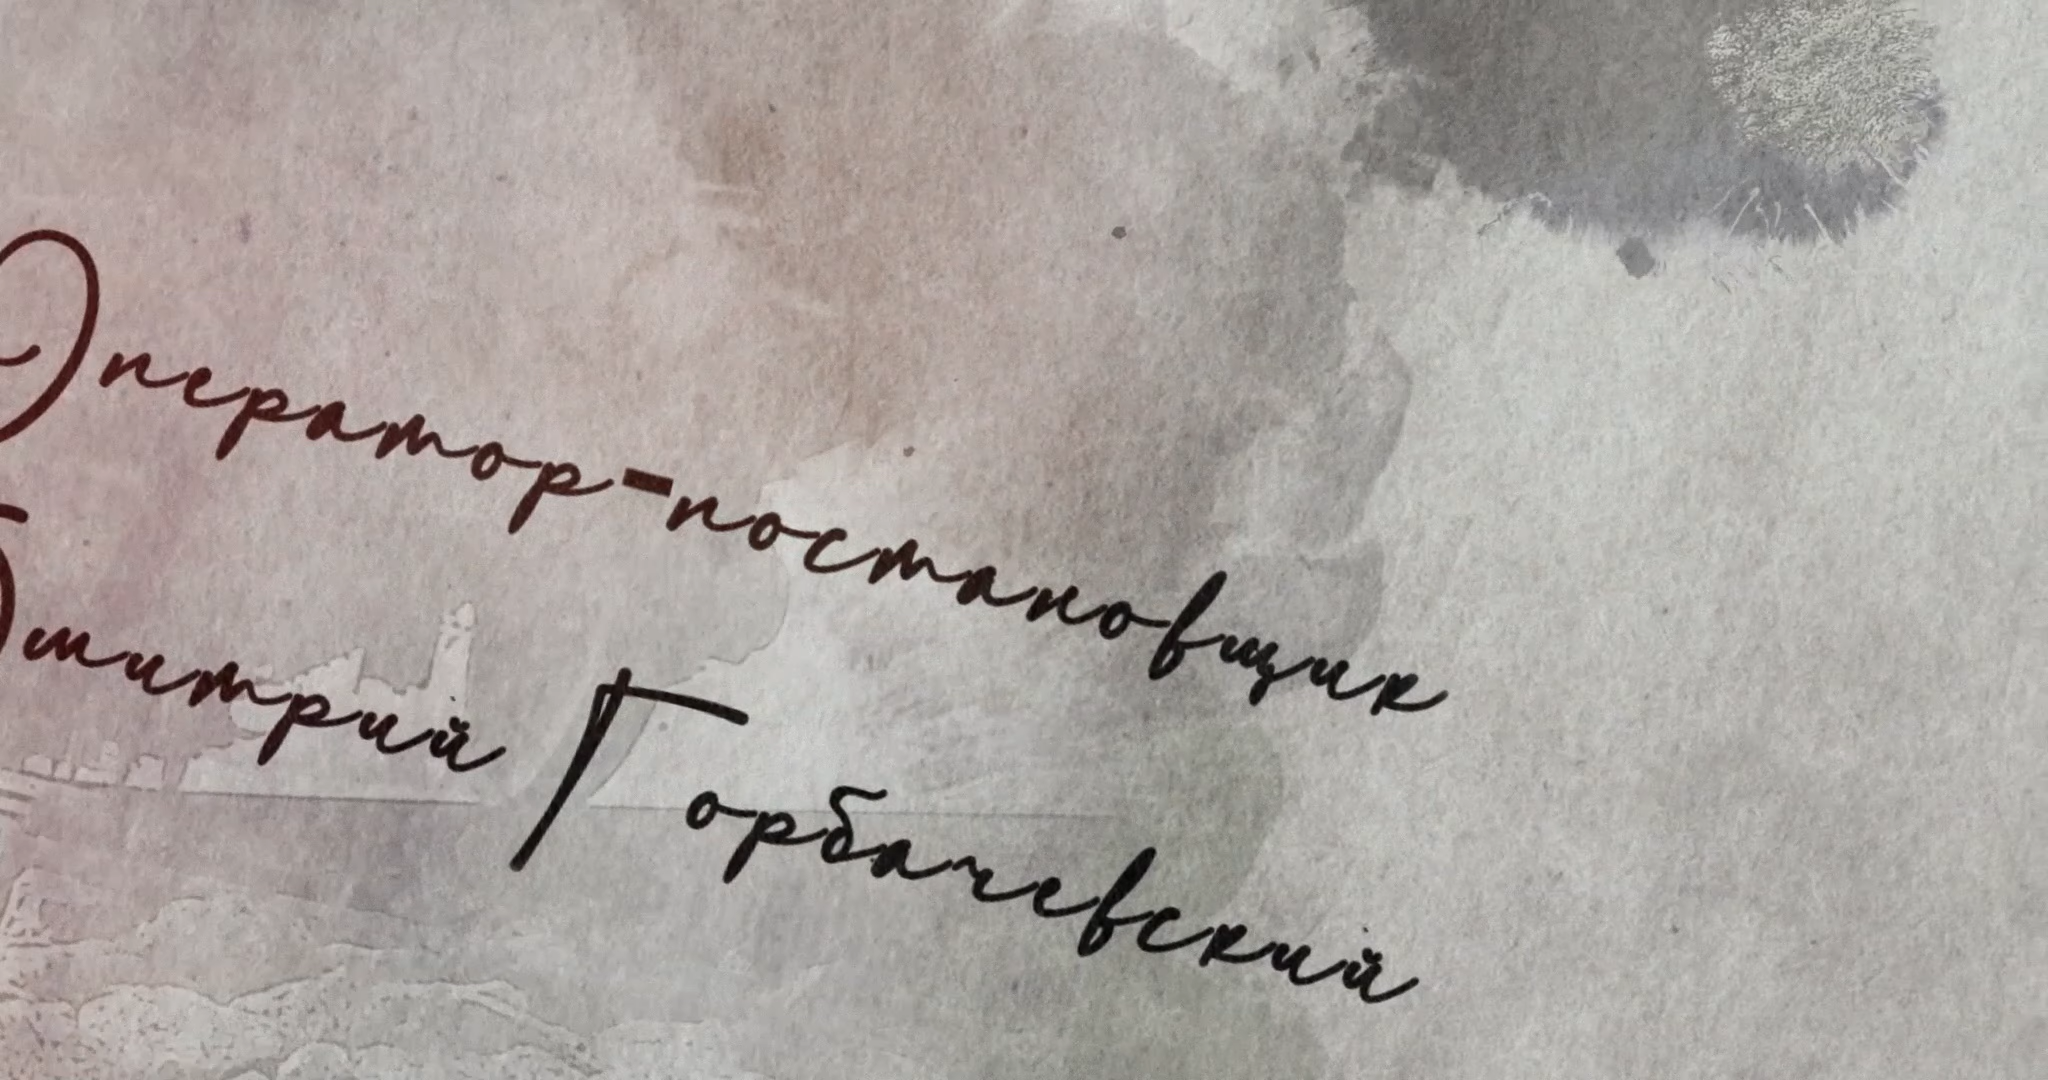 Оператор-постановщик
Дмитрий Горбачевский